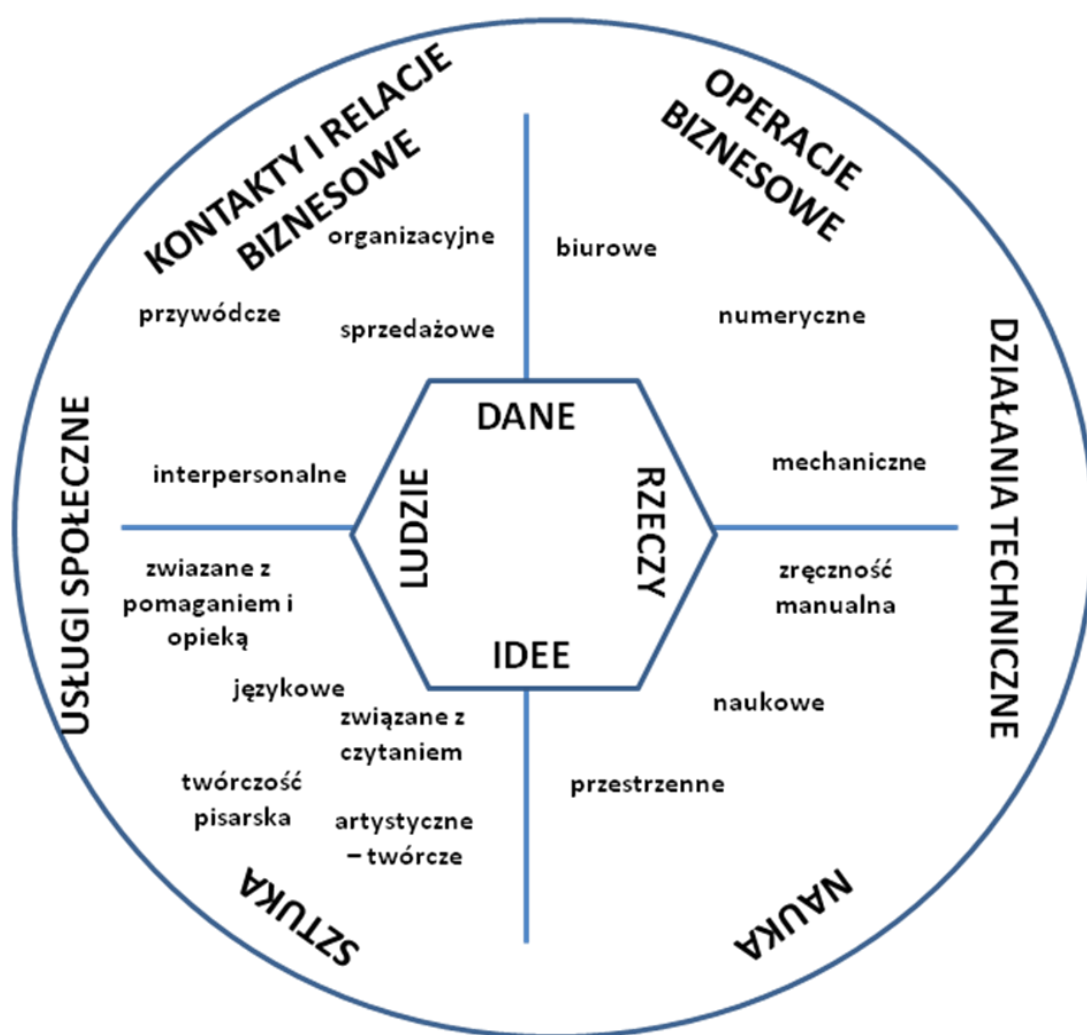 KONTAKTY I RELACJE
BIZNESOWE
OPERACJE
BIZNESOWE
organizacyjne
biurowe
przywódcze
sprzedażowe
numeryczne
DZIAŁANIA TECHNICZNE
USŁUGI SPOŁECZNE
DANE
LUDZIE
RZECZY
IDEE
interpersonalne
mechaniczne
zwiazane z
pomaganiem i
opieką
zręczność
manualna
językowe
związane z
czytaniem
naukowe
przestrzenne
twórczość
pisarska
artystyczne
– twórcze
SZTUKA
NAUKA